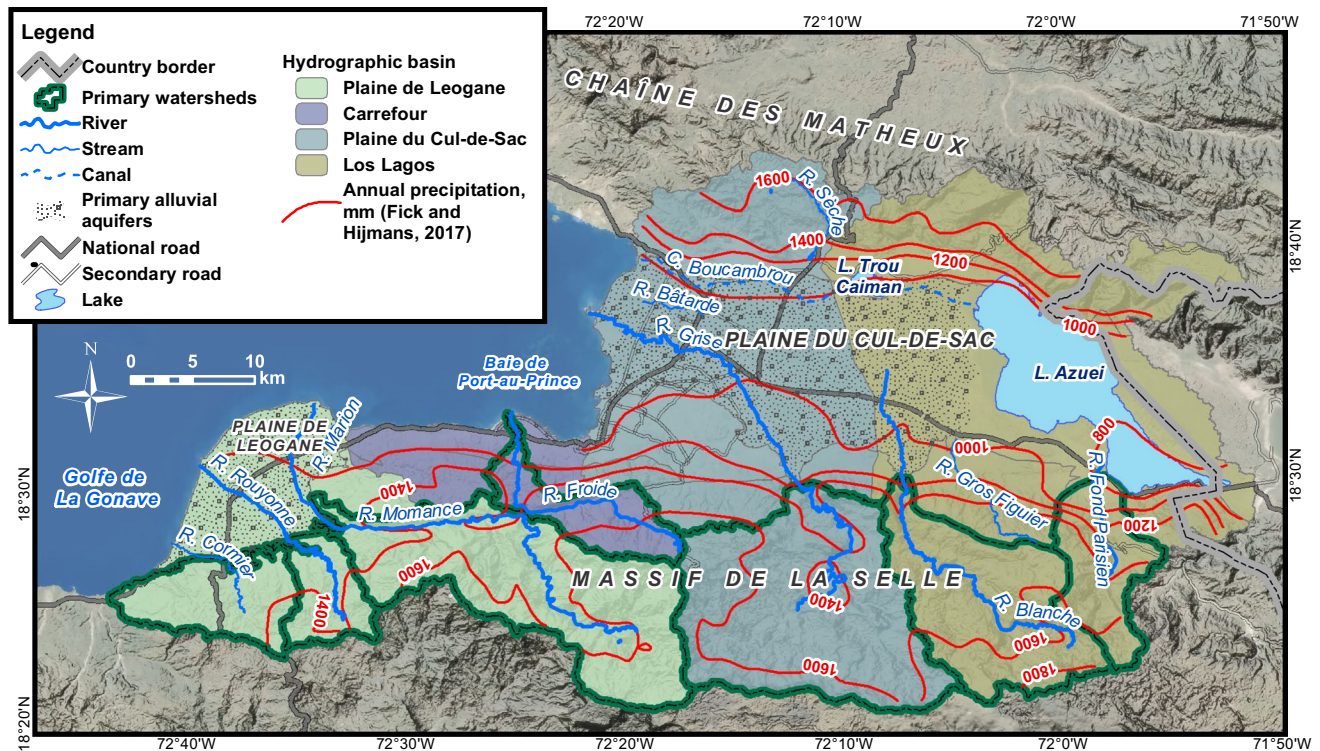 Legend
Country border
Primary watersheds
River
Stream
Canal
Primary alluvial
aquifers
National road
Secondary road
Lake
Hydrographic basin
Plaine de Leogane
Carrefour
Plaine du Cul-de-Sac
Los Lagos
Annual precipitation,
mm (Fick and
Hijmans, 2017)
72°20'W
72°10'W
72°0'W
71°50'W
CHAÎNE DES MATHEUX
1600
R. Sèche
1400
1200
18°40'N
C. Boucambrou
L. Trou
Caiman
R. Bâtarde
R. Grise
PLAINE DU CUL-DE-SAC
1000
L. Azuei
N
0 5 10
km
Baie de
Port-au-Prince
PLAINE DE
LEOGANE
R. Marion
800
1000
Golfe de
La Gonave
18°30'N
18°30'N
R. Rouyonne
1400
R. Momance
R. Froide
R. Gros Figuier
R. Fond Parisien
1200
R. Cornier
1600
MASSIF DE LA SELLE
1400
1400
R. Blanche
1600
1600
1800
18°20'N
72°40'W
72°30'W
72°20'W
72°10'W
72°0'W
71°50'W